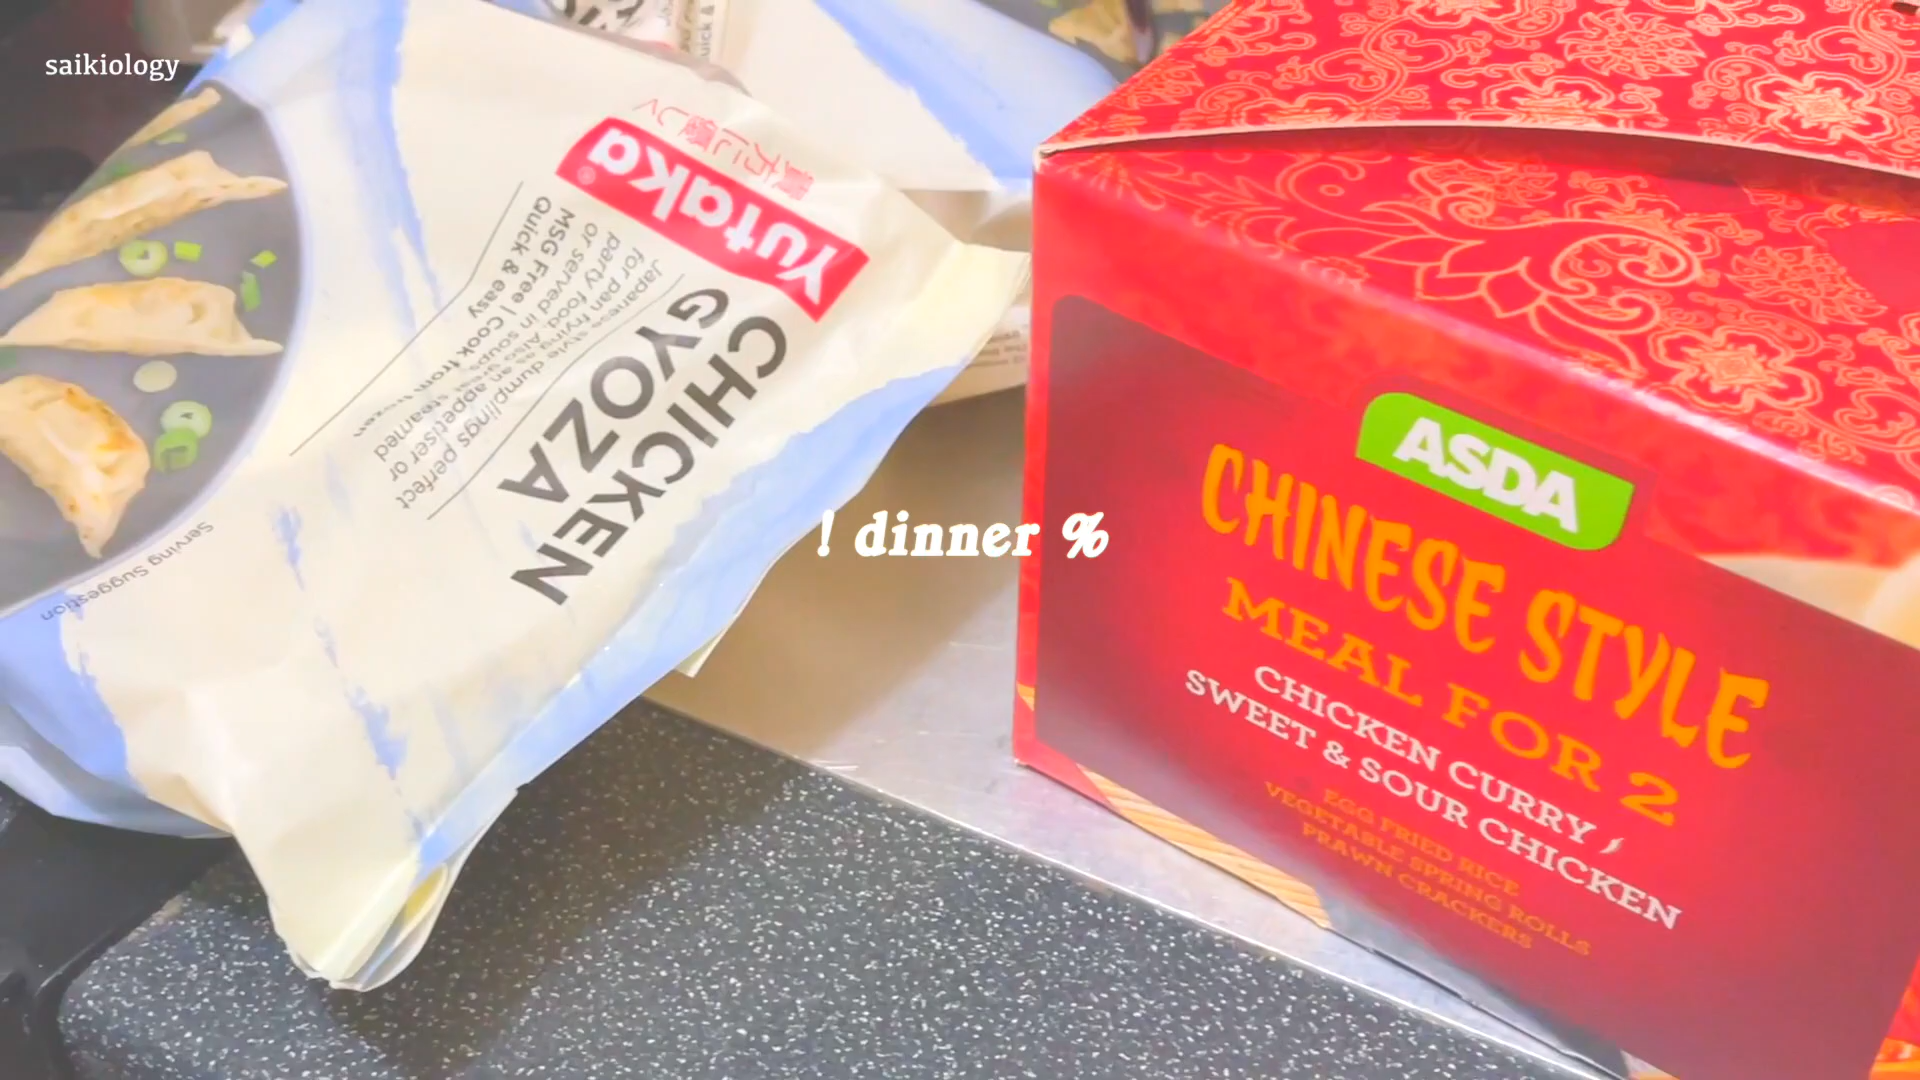 saikiology
Yutaka
CHICKEN
GYOZA
Japanese style dumplings perfect
for pan frying as an appetiser or
party food. Also great steamed
or served in soup.
MSG Free | Cook from frozen
Quick & easy
Serving Suggestion
! dinner %
ASDA
CHINESE STYLE
MEAL FOR 2
CHICKEN CURRY
SWEET & SOUR CHICKEN
EGG FRIED RICE
VEGETABLE SPRING ROLLS
PRAWN CRACKERS